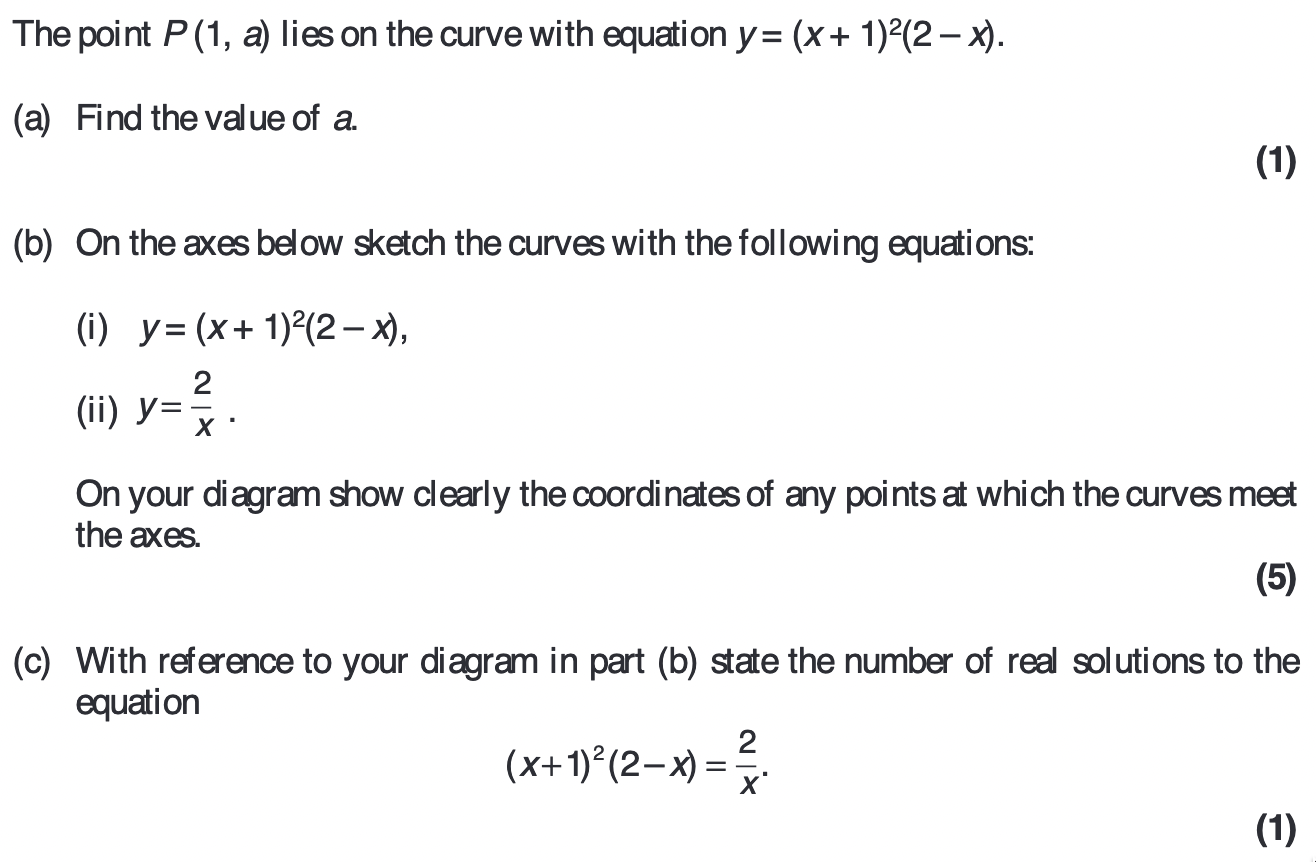 The point P (1, a) lies on the curve with equation y = (x + 1)²(2 – x).
(a) Find the value of a.
(1)
(b) On the axes below sketch the curves with the following equations:
(i) y = (x + 1)²(2 – x),
(ii) y = 2/x .
On your diagram show clearly the coordinates of any points at which the curves meet
the axes.
(5)
(c) With reference to your diagram in part (b) state the number of real solutions to the
equation
(x+1)²(2−x) = 2/x.
(1)